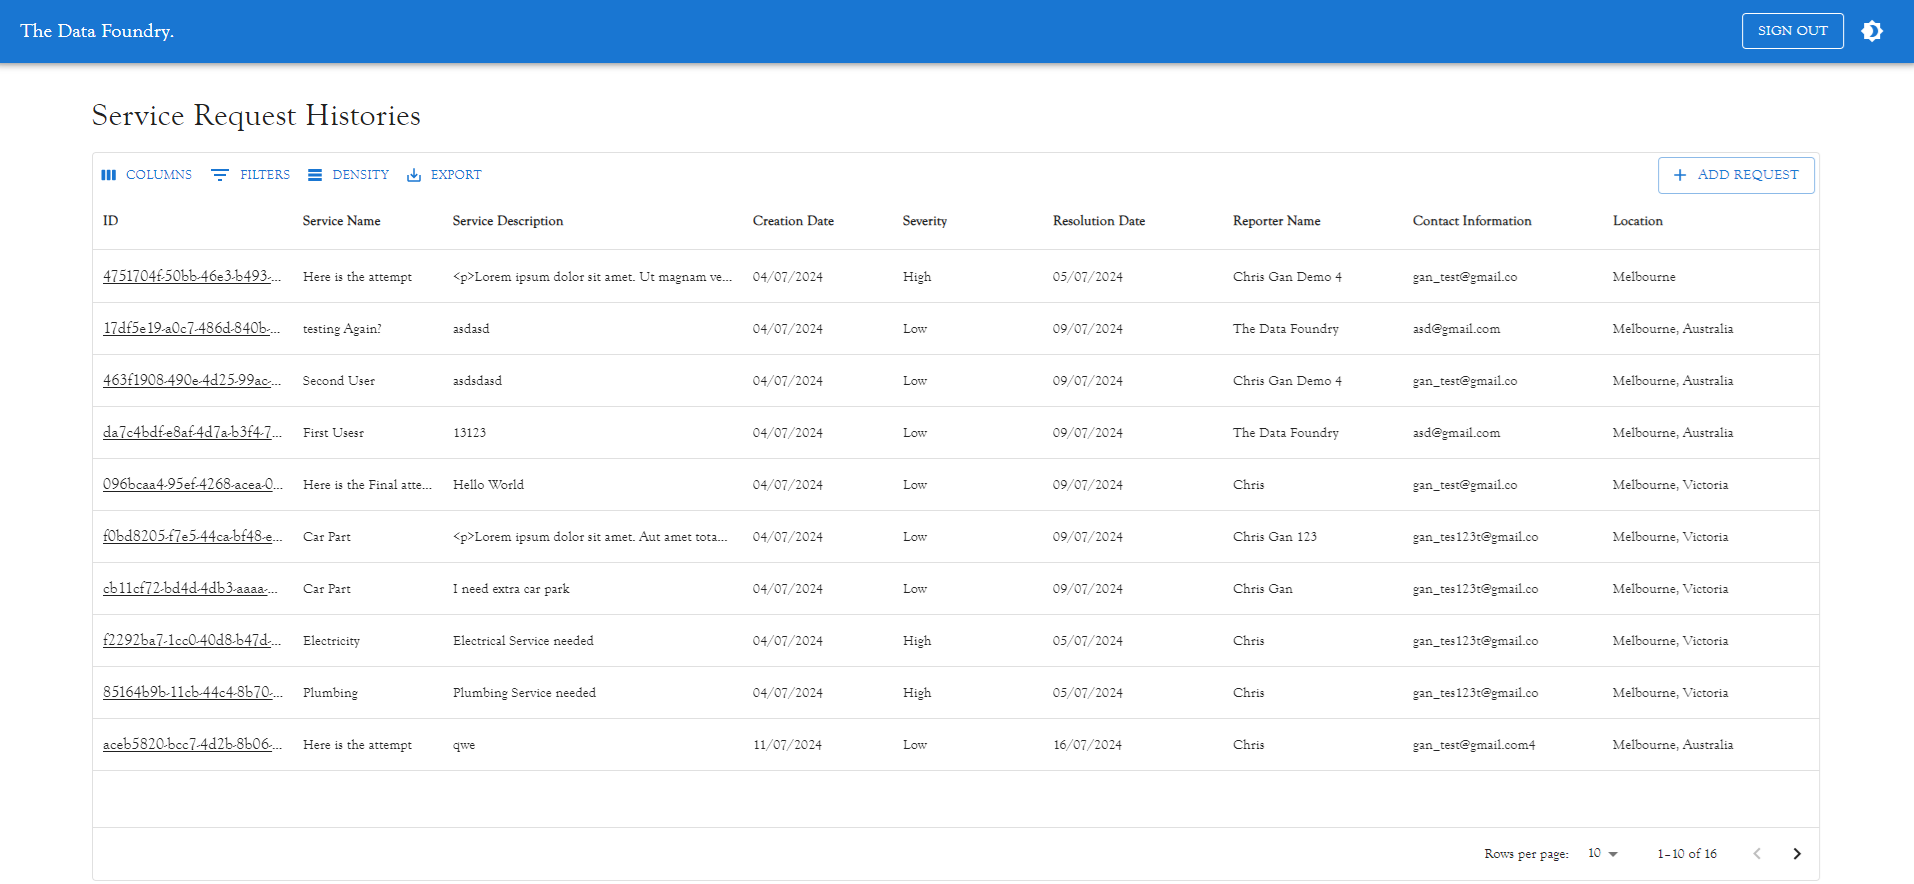 The Data Foundry. SIGN OUT
Service Request Histories
COLUMNS FILTERS DENSITY EXPORT ADD REQUEST
ID Service Name Service Description Creation Date Severity Resolution Date Reporter Name Contact Information Location
4751704f-50bb-46e3-b493-... Here is the attempt <p>Lorem ipsum dolor sit amet. Ut magnam ve... 04/07/2024 High 05/07/2024 Chris Gan Demo 4 gan_test@gmail.co Melbourne
17df5e19-a0c7-486d-840b-... testing Again? asdasd 04/07/2024 Low 09/07/2024 The Data Foundry asd@gmail.com Melbourne, Australia
463f1908-490e-4d25-99ac-... Second User asdsdasd 04/07/2024 Low 09/07/2024 Chris Gan Demo 4 gan_test@gmail.co Melbourne, Australia
da7c4bdf-e8af-4d7a-b3f4-7... First Usesr 13123 04/07/2024 Low 09/07/2024 The Data Foundry asd@gmail.com Melbourne, Australia
096bcaa4-95ef-4268-acea-0... Here is the Final atte... Hello World 04/07/2024 Low 09/07/2024 Chris gan_test@gmail.co Melbourne, Victoria
f0bd8205-f7e5-44ca-bf48-e... Car Part <p>Lorem ipsum dolor sit amet. Aut amet tota... 04/07/2024 Low 09/07/2024 Chris Gan 123 gan_tes123t@gmail.co Melbourne, Victoria
cb11cf72-bd4d-4db3-aaaa-... Car Part I need extra car park 04/07/2024 Low 09/07/2024 Chris Gan gan_tes123t@gmail.co Melbourne, Victoria
f2292ba7-1cc0-40d8-b47d-... Electricity Electrical Service needed 04/07/2024 High 05/07/2024 Chris gan_tes123t@gmail.co Melbourne, Victoria
85164b9b-11cb-44c4-8b70-... Plumbing Plumbing Service needed 04/07/2024 High 05/07/2024 Chris gan_tes123t@gmail.co Melbourne, Victoria
aceb5820-bcc7-4d2b-8b06-... Here is the attempt qwe 11/07/2024 Low 16/07/2024 Chris gan_test@gmail.com4 Melbourne, Australia
Rows per page: 10 1–10 of 16